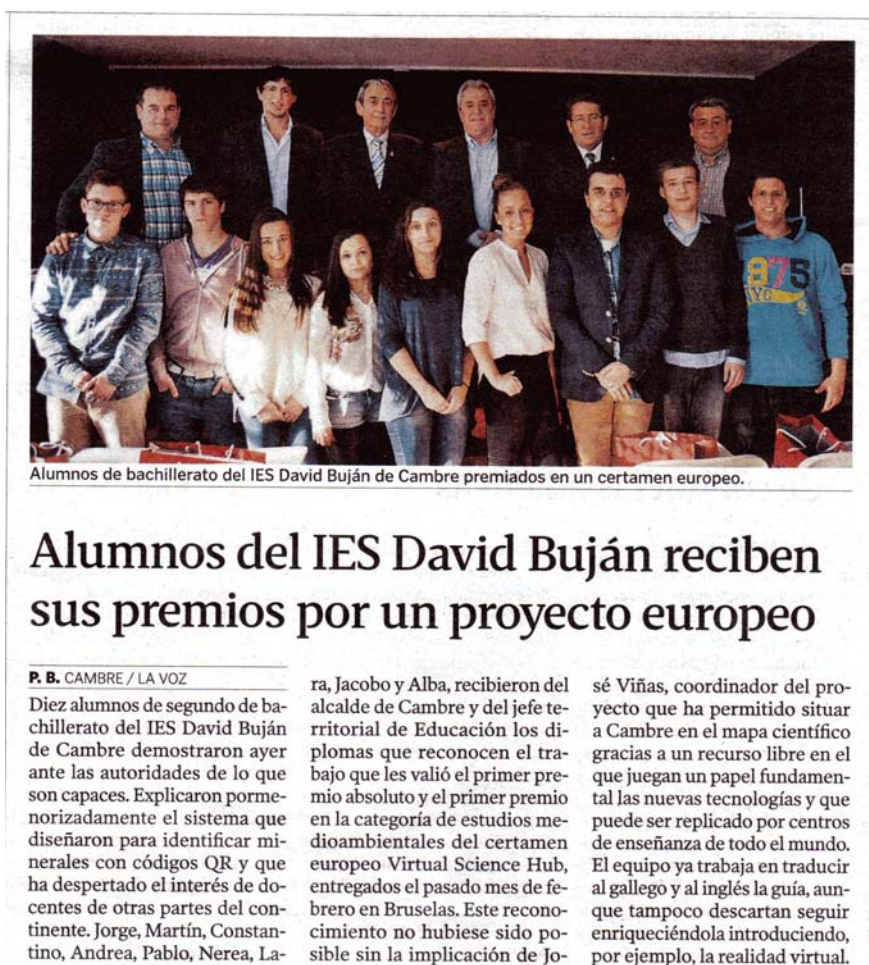 975
NYC
Alumnos de bachillerato del IES David Buján de Cambre premiados en un certamen europeo.
Alumnos del IES David Buján reciben
sus premios por un proyecto europeo
P. B. CAMBRE / LA VOZ
Diez alumnos de segundo de ba-
chillerato del IES David Buján
de Cambre demostraron ayer
ante las autoridades de lo que
son capaces. Explicaron porme-
norizadamente el sistema que
diseñaron para identificar mi-
nerales con códigos QR y que
ha despertado el interés de do-
centes de otras partes del con-
tinente. Jorge, Martín, Constan-
tino, Andrea, Pablo, Nerea, La-
ra, Jacobo y Alba, recibieron del
alcalde de Cambre y del jefe te-
rritorial de Educación los di-
plomas que reconocen el tra-
bajo que les valió el primer pre-
mio absoluto y el primer premio
en la categoría de estudios me-
dioambientales del certamen
europeo Virtual Science Hub,
entregados el pasado mes de fe-
brero en Bruselas. Este recono-
cimiento no hubiese sido po-
sible sin la implicación de Jo-
sé Viñas, coordinador del pro-
yecto que ha permitido situar
a Cambre en el mapa científico
gracias a un recurso libre en el
que juegan un papel fundamen-
tal las nuevas tecnologías y que
puede ser replicado por centros
de enseñanza de todo el mundo.
El equipo ya trabaja en traducir
al gallego y al inglés la guía, aun-
que tampoco descartan seguir
enriqueciéndola introduciendo,
por ejemplo, la realidad virtual.